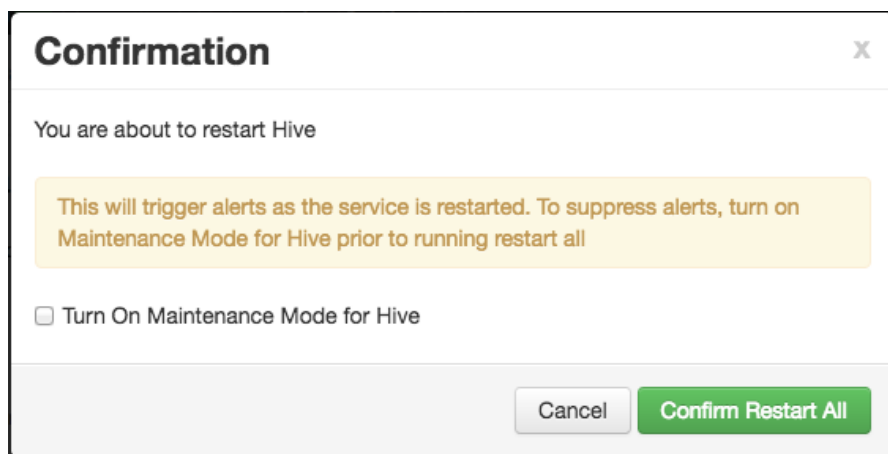 Confirmation
x
You are about to restart Hive
This will trigger alerts as the service is restarted. To suppress alerts, turn on
Maintenance Mode for Hive prior to running restart all
Turn On Maintenance Mode for Hive
Cancel
Confirm Restart All